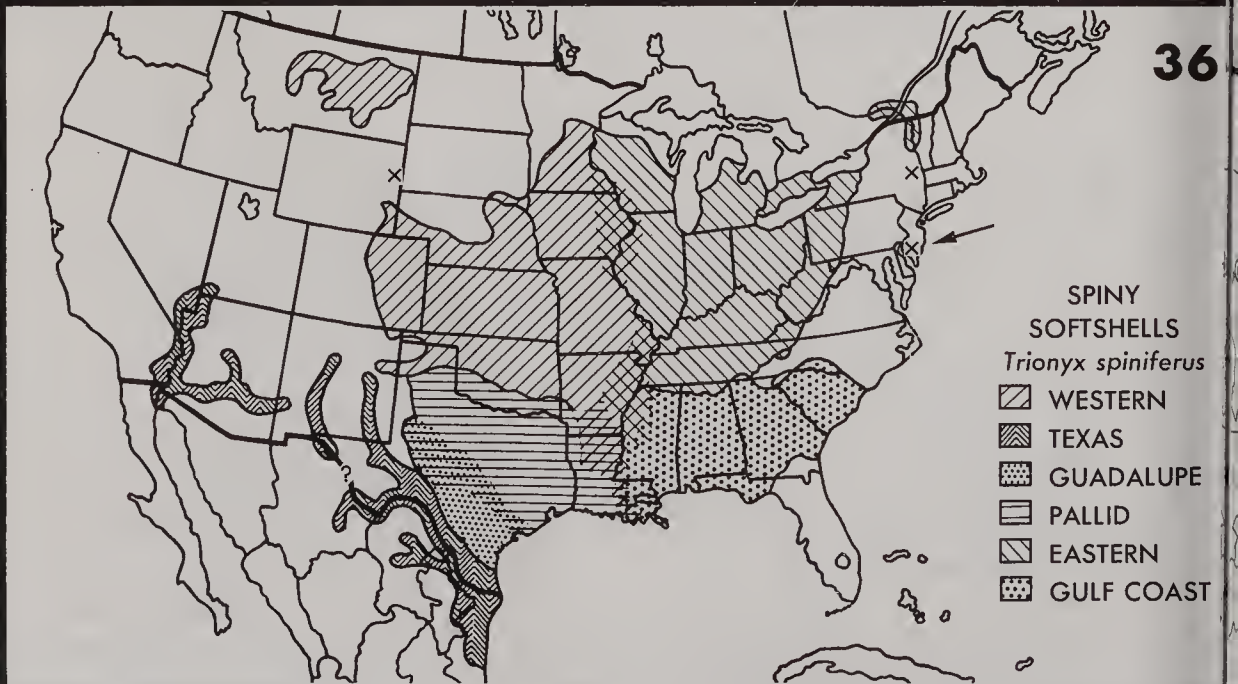 36
SPINY
SOFTSHELLS
Trionyx spiniferus
WESTERN
TEXAS
GUADALUPE
PALLID
EASTERN
GULF COAST